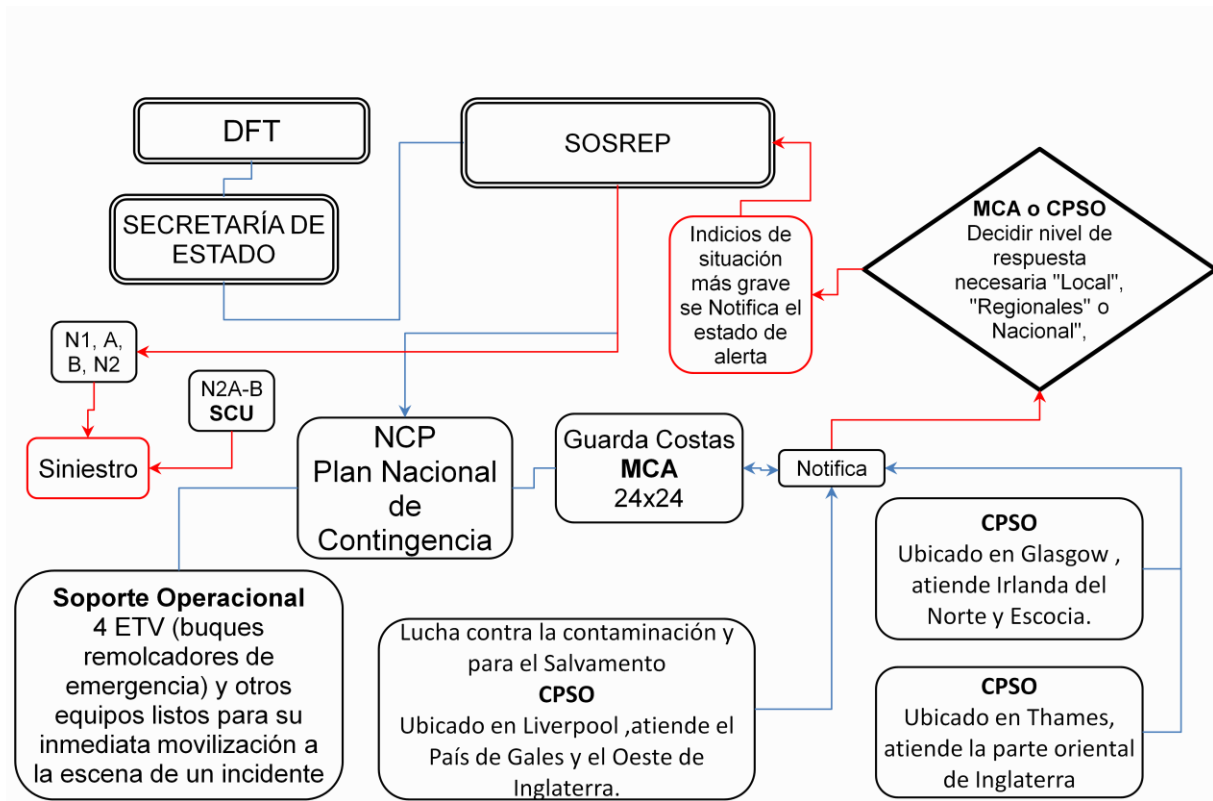 DFT
SOSREP
SECRETARÍA DE
ESTADO
MCA o CPSO
Decidir nivel de
respuesta
necesaria "Local",
"Regionales" o
Nacional",
Indicios de
situación
más grave
se Notifica el
estado de
alerta
N1, A,
B, N2
N2A-B
SCU
Siniestro
NCP
Plan Nacional
de
Contingencia
Guarda Costas
MCA
24x24
Notifica
CPSO
Ubicado en Glasgow ,
atiende Irlanda del
Norte y Escocia.
Soporte Operacional
4 ETV (buques
remolcadores de
emergencia) y otros
equipos listos para su
inmediata movilización a
la escena de un incidente
Lucha contra la contaminación y
para el Salvamento
CPSO
Ubicado en Liverpool ,atiende el
País de Gales y el Oeste de
Inglaterra.
CPSO
Ubicado en Thames,
atiende la parte oriental
de Inglaterra